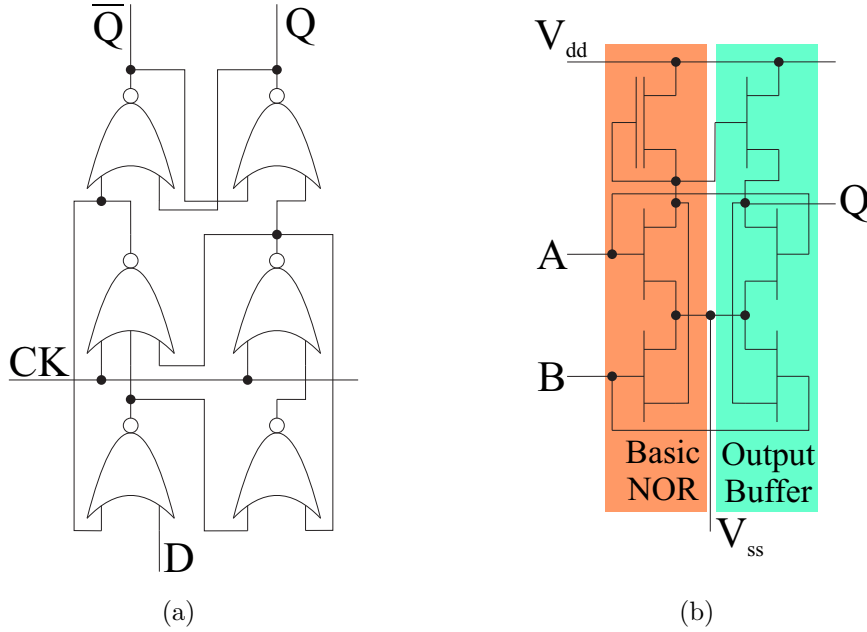 Q̅ Q
CK
D
(a)
V_dd
Q
A
B
Basic NOR
Output Buffer
V_ss
(b)